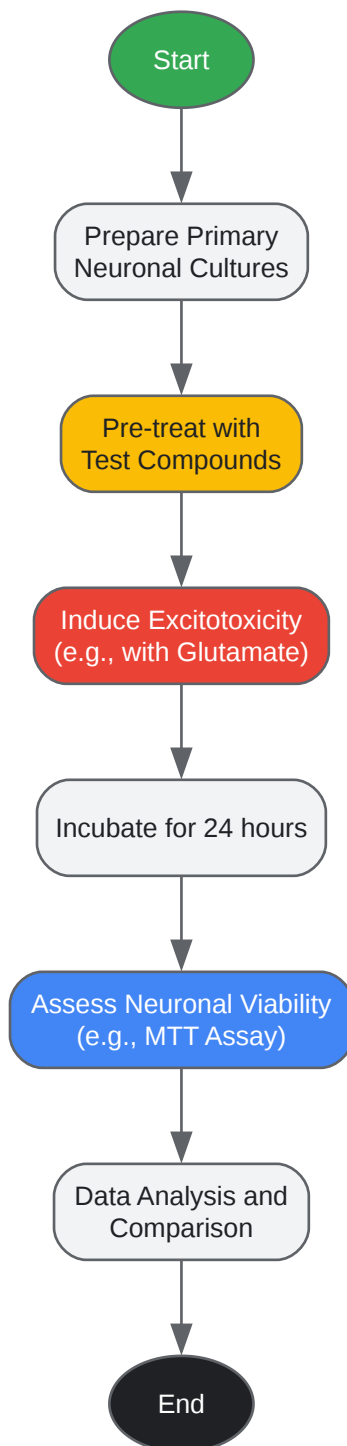 Start
Prepare Primary
Neuronal Cultures
Pre-treat with
Test Compounds
Induce Excitotoxicity
(e.g., with Glutamate)
Incubate for 24 hours
Assess Neuronal Viability
(e.g., MTT Assay)
Data Analysis and
Comparison
End